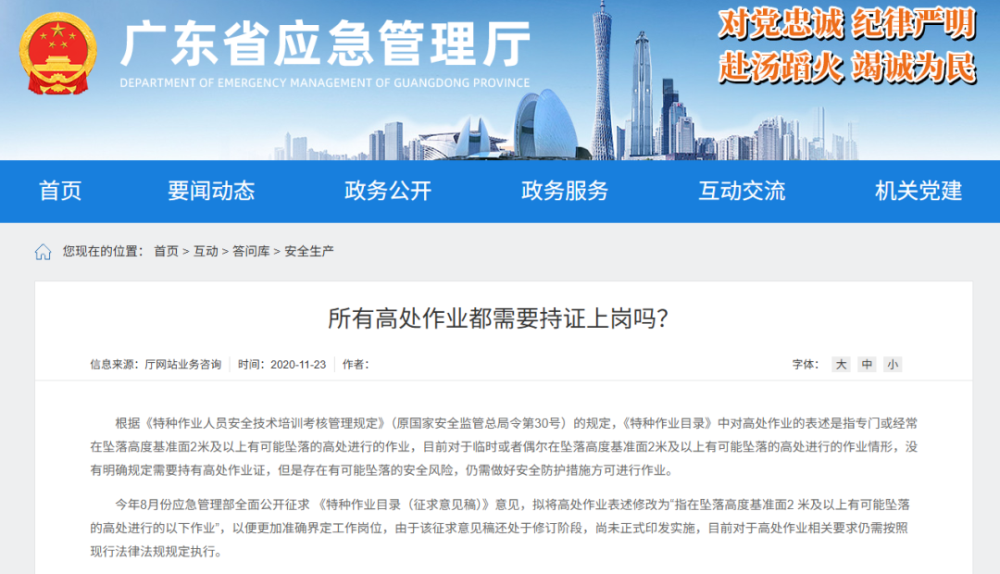 广东省应急管理厅
DEPARTMENT OF EMERGENCY MANAGEMENT OF GUANGDONG PROVINCE
对党忠诚 纪律严明
赴汤蹈火 竭诚为民
首页 要闻动态 政务公开 政务服务 互动交流 机关党建
您现在的位置： 首页 > 互动 > 答问库 > 安全生产
所有高处作业都需要持证上岗吗？
信息来源：厅网站业务咨询 时间：2020-11-23 作者： 字体： 大 中 小
根据《特种作业人员安全技术培训考核管理规定》（原国家安全监管总局令第30号）的规定，《特种作业目录》中对高处作业的表述是指专门或经常
在坠落高度基准面2米及以上有可能坠落的高处进行的作业，目前对于临时或者偶尔在坠落高度基准面2米及以上有可能坠落的高处进行的作业情形，没
有明确规定需要持有高处作业证，但是存在有可能坠落的安全风险，仍需做好安全防护措施方可进行作业。
今年8月份应急管理部全面公开征求 《特种作业目录（征求意见稿）》意见，拟将高处作业表述修改为“指在坠落高度基准面2 米及以上有可能坠落
的高处进行的以下作业”，以便更加准确界定工作岗位，由于该征求意见稿还处于修订阶段，尚未正式印发实施，目前对于高处作业相关要求仍需按照
现行法律法规规定执行。